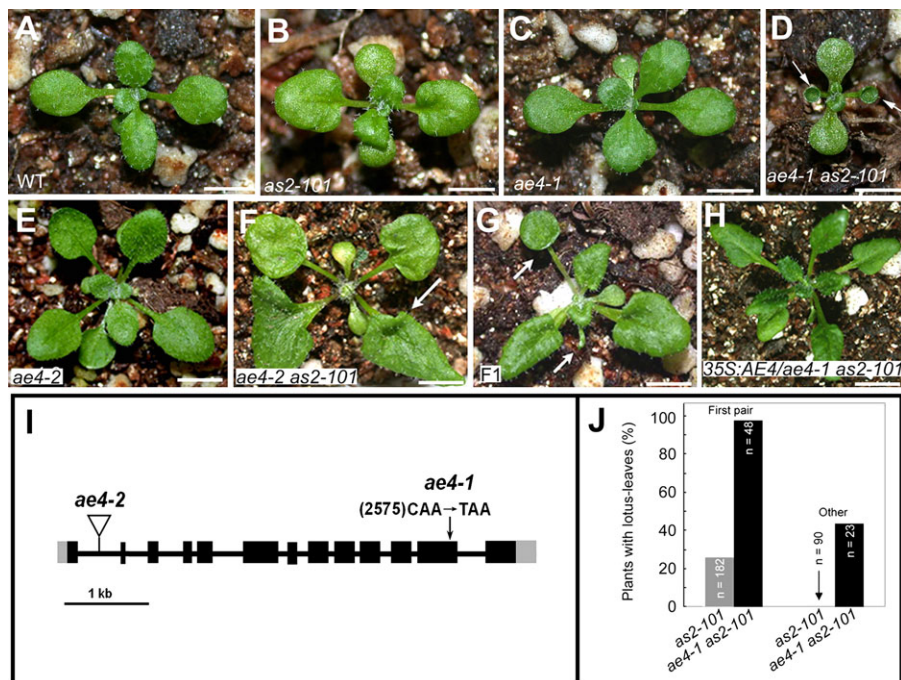 A
WT
B
as2-101
C
ae4-1
D
ae4-1 as2-101
E
ae4-2
F
ae4-2 as2-101
G
F1
H
35S:AE4/ae4-1 as2-101
I
ae4-2
ae4-1
(2575)CAA→TAA
1 kb
J
Plants with lotus-leaves (%)
100
80
60
40
20
0
First pair
n = 182
n = 48
Other
n = 90
n = 23
as2-101
ae4-1 as2-101
as2-101
ae4-1 as2-101